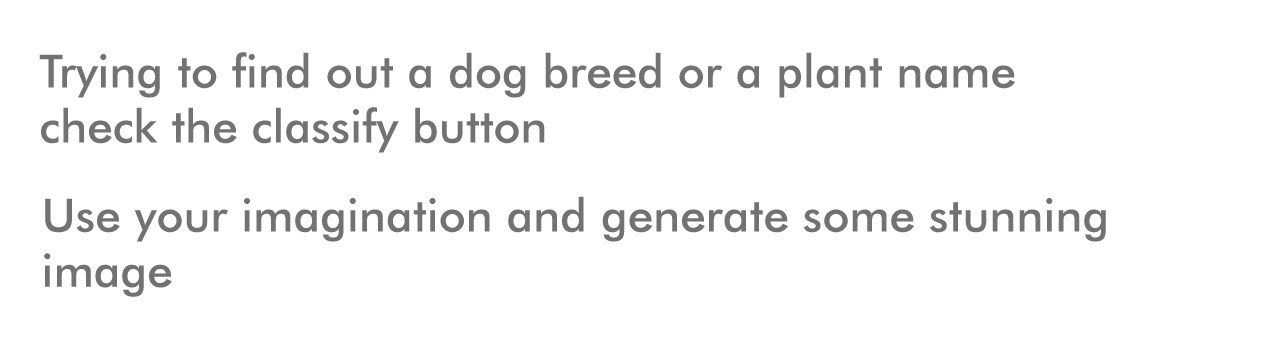 Trying to find out a dog breed or a plant name
check the classify button
Use your imagination and generate some stunning
image